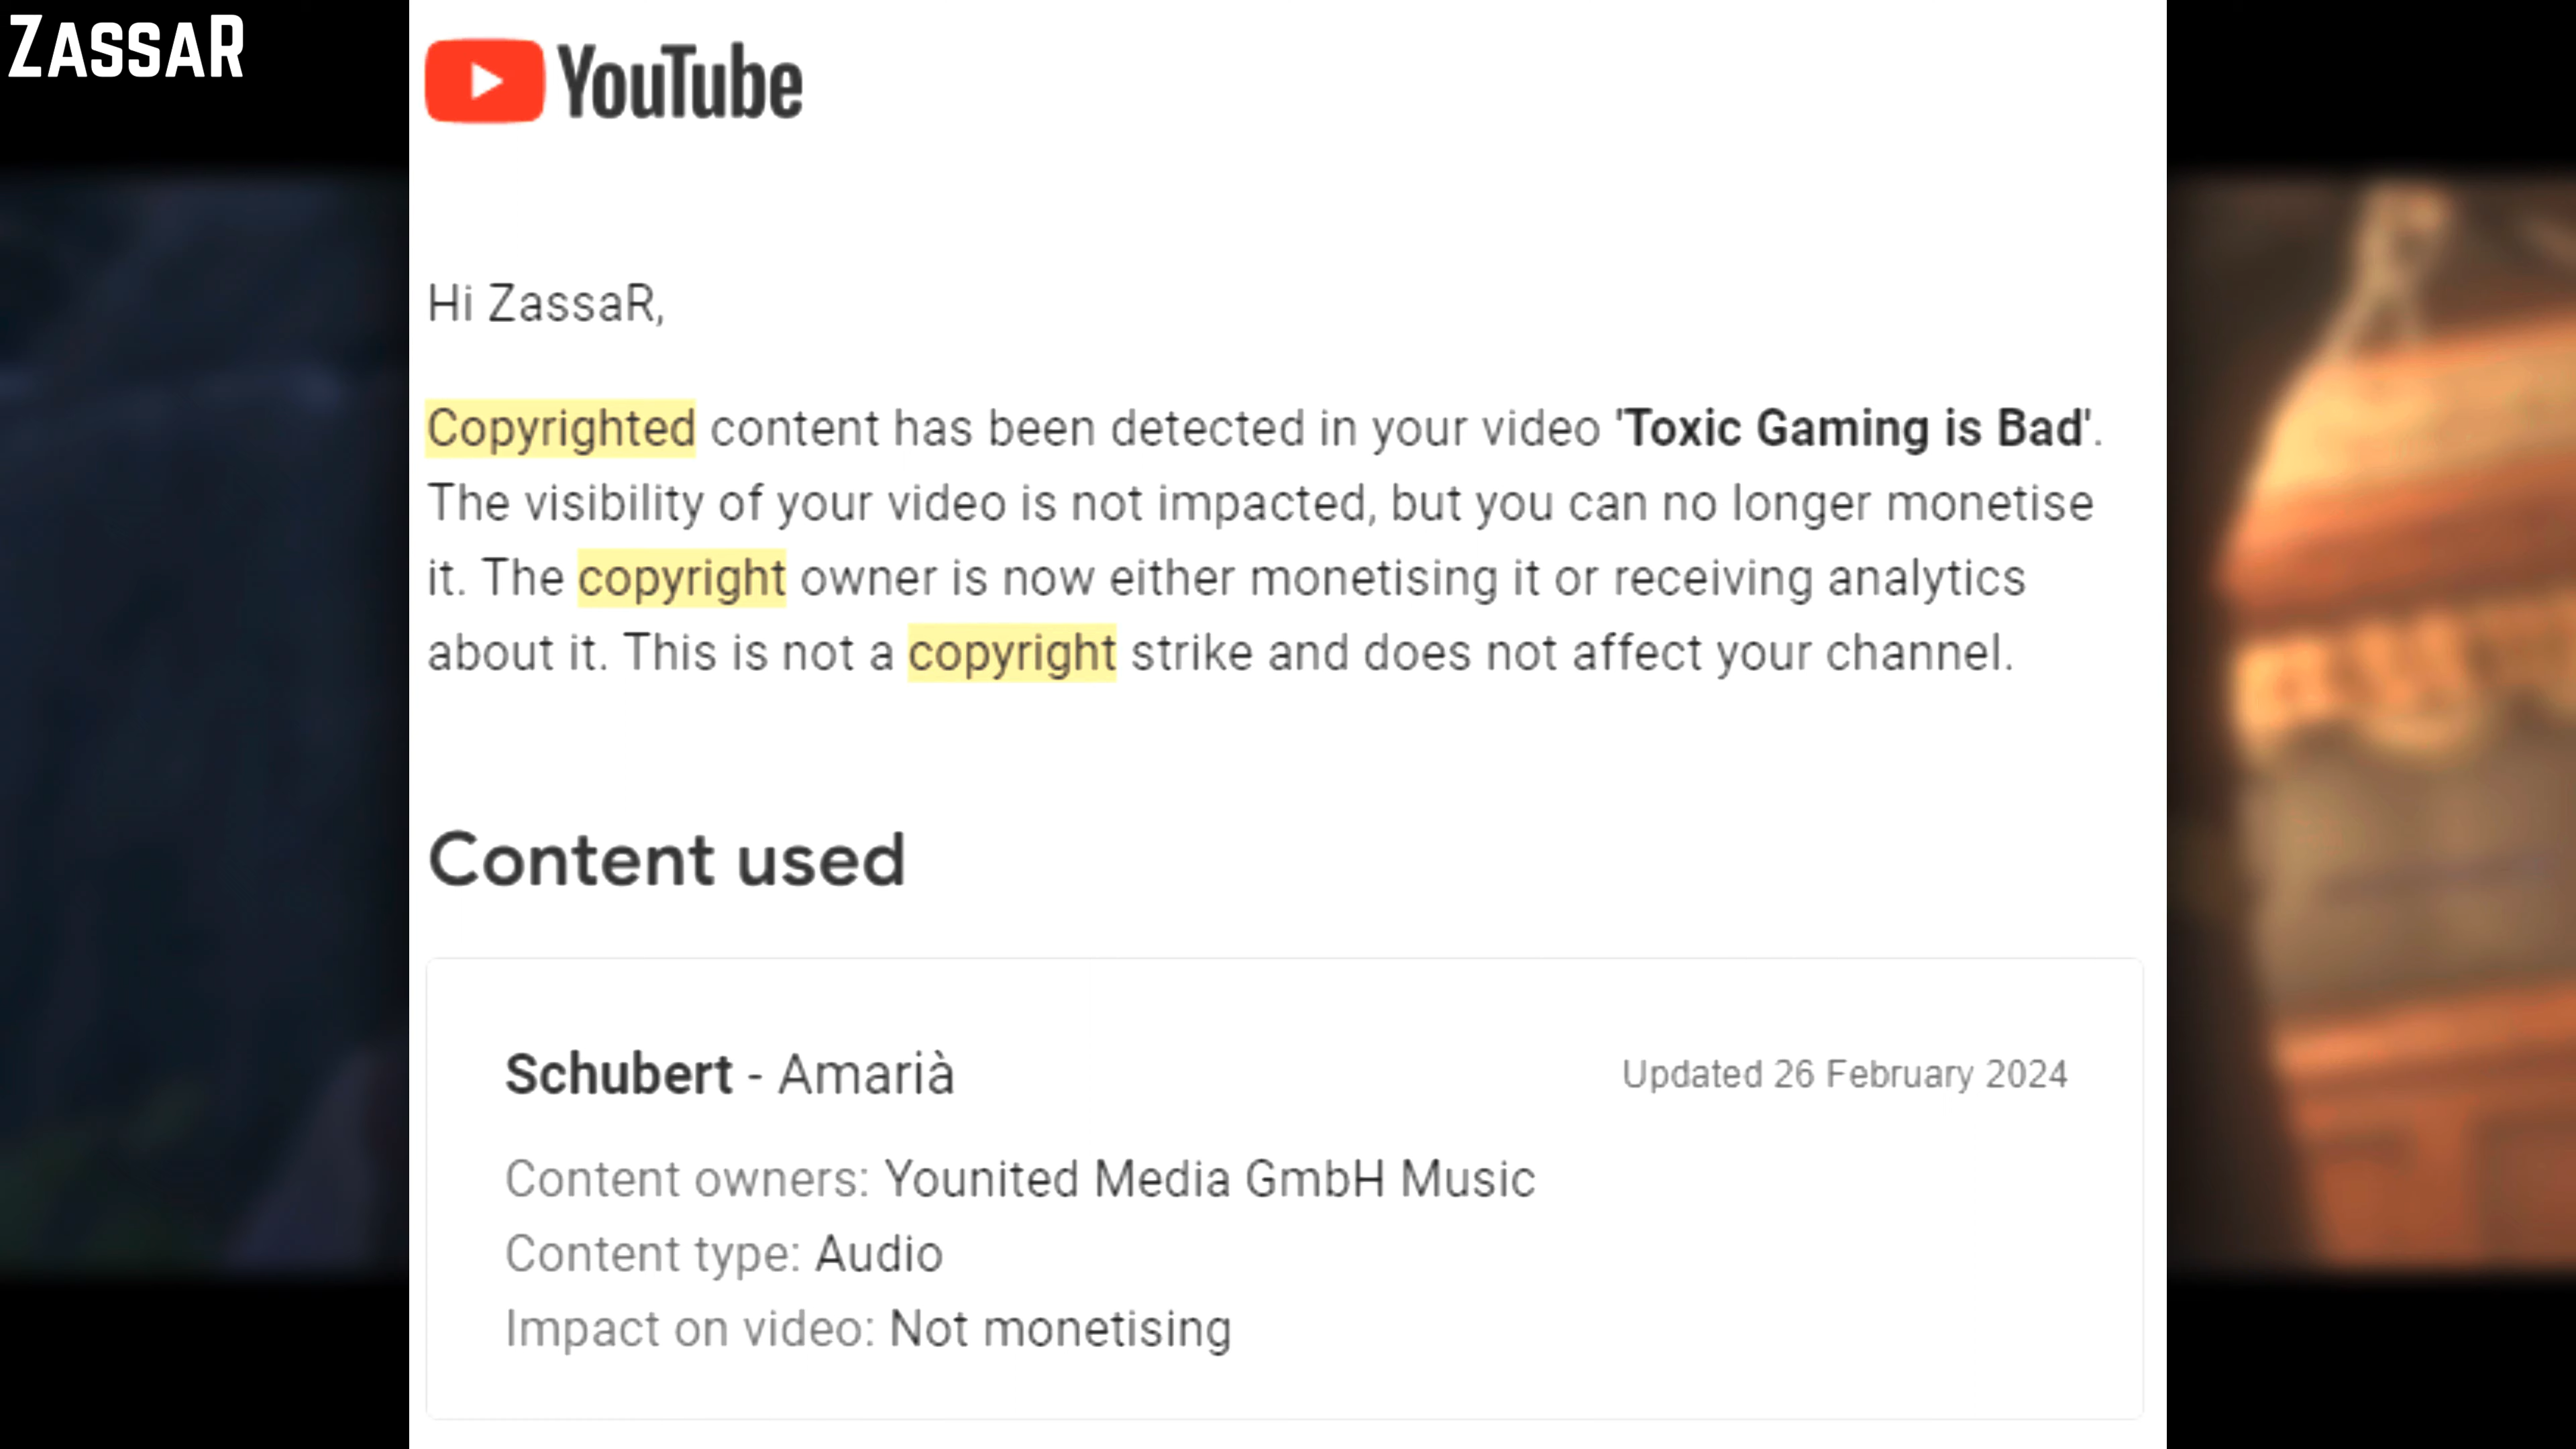 ZASSAR
YouTube
Hi ZassaR,
Copyrighted content has been detected in your video 'Toxic Gaming is Bad'.
The visibility of your video is not impacted, but you can no longer monetise
it. The copyright owner is now either monetising it or receiving analytics
about it. This is not a copyright strike and does not affect your channel.
Content used
Schubert - Amarià
Updated 26 February 2024
Content owners: Younited Media GmbH Music
Content type: Audio
Impact on video: Not monetising